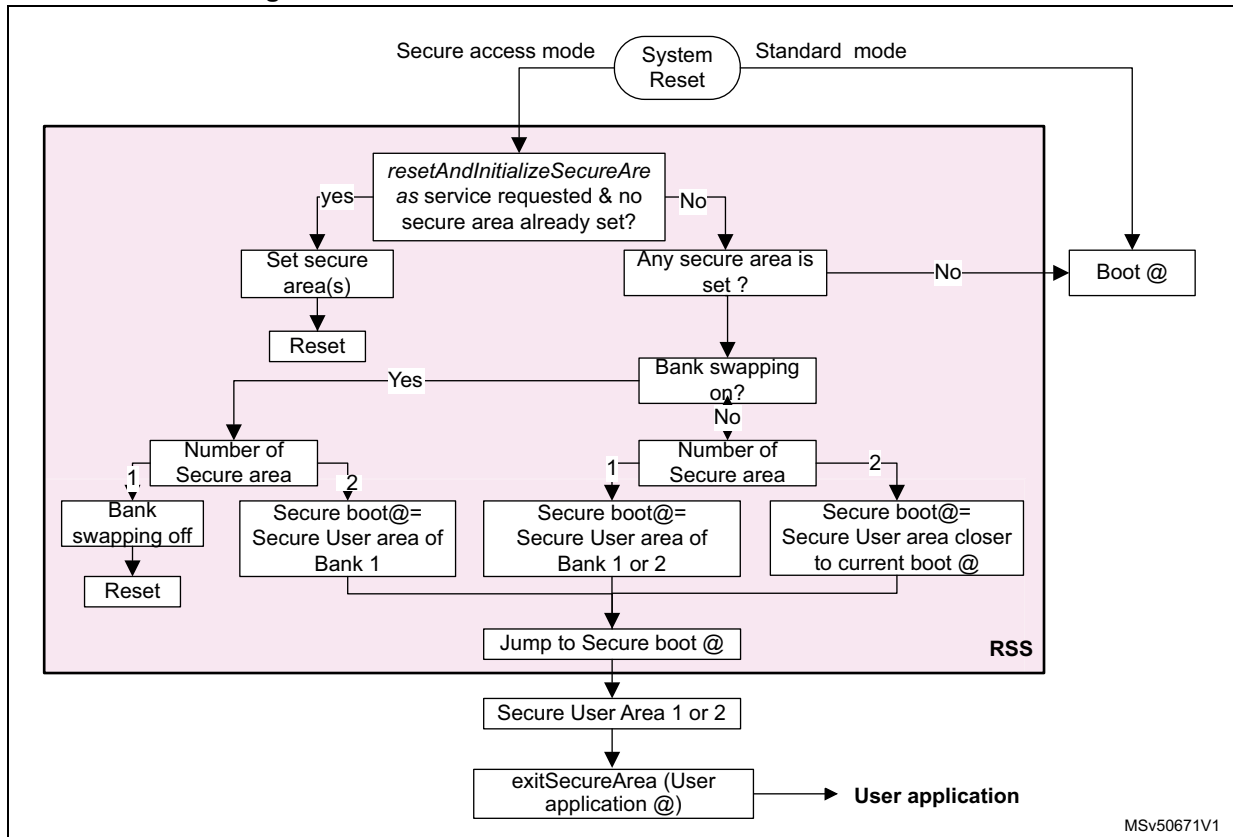 Secure access mode
System
Reset
Standard mode
resetAndInitializeSecureAre
as service requested & no
secure area already set?
yes
No
Set secure
area(s)
Any secure area is
set ?
No
Boot @
Reset
Bank swapping
on?
Yes
No
Number of
Secure area
Number of
Secure area
1
2
1
2
Bank
swapping off
Secure boot@=
Secure User area of
Bank 1
Secure boot@=
Secure User area of
Bank 1 or 2
Secure boot@=
Secure User area closer
to current boot @
Reset
Jump to Secure boot @
RSS
Secure User Area 1 or 2
exitSecureArea (User
application @)
User application
MSv50671V1